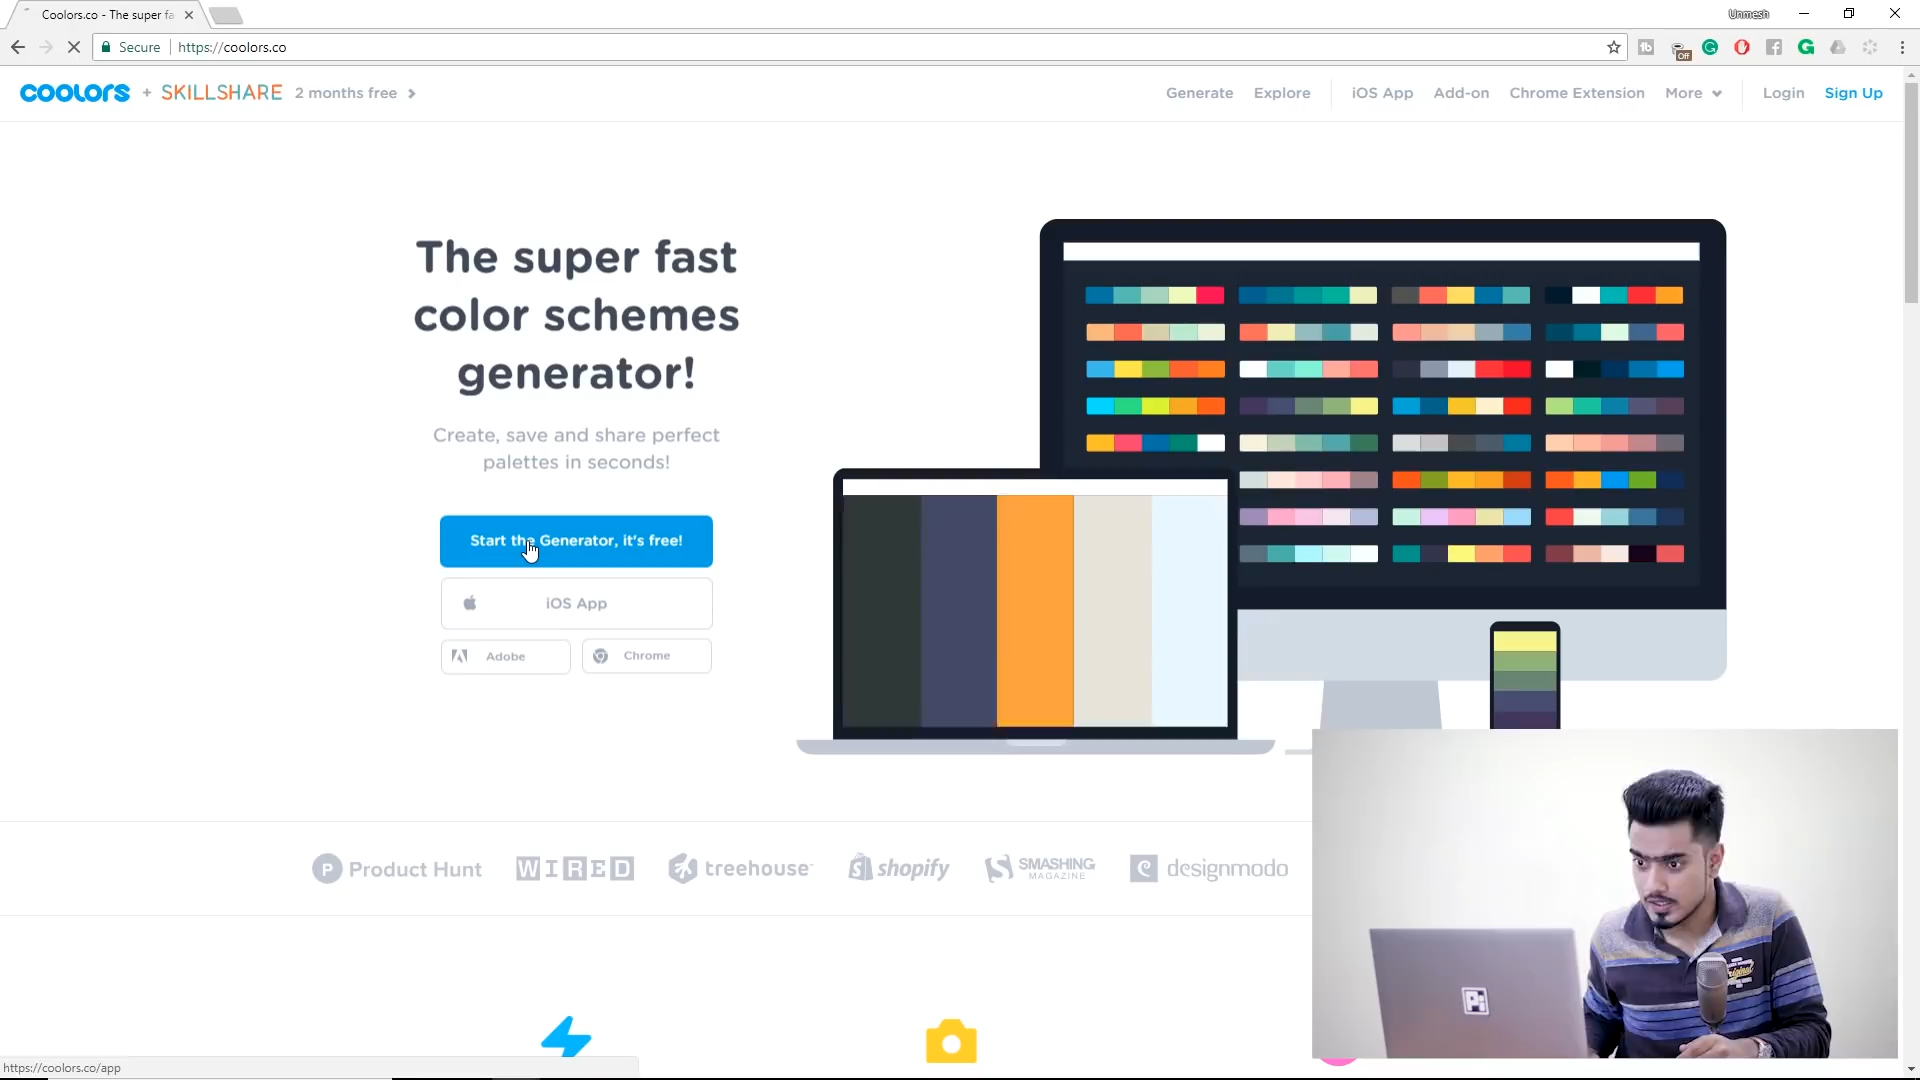 Coolors.co - The super fa
Unmesh
Secure
https://coolors.co
Off
coolors + SKILLSHARE 2 months free
Generate
Explore
iOS App
Add-on
Chrome Extension
More
Login
Sign Up
The super fast
color schemes
generator!
Create, save and share perfect
palettes in seconds!
Start the Generator, it's free!
iOS App
Adobe
Chrome
P Product Hunt
WIRED
treehouse
shopify
SMASHING
MAGAZINE
designmodo
Original
https://coolors.co/app